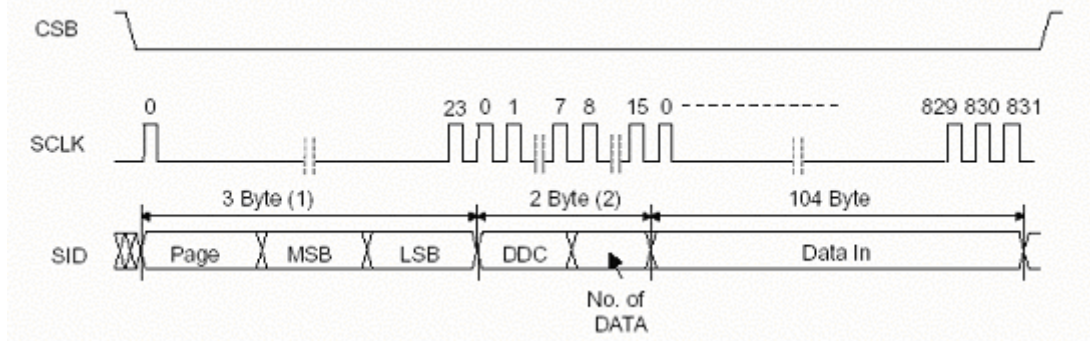 CSB
0 23 0 1 7 8 15 0 829 830 831
SCLK
3 Byte (1) 2 Byte (2) 104 Byte
SID Page MSB LSB DDC Data In
No. of
DATA